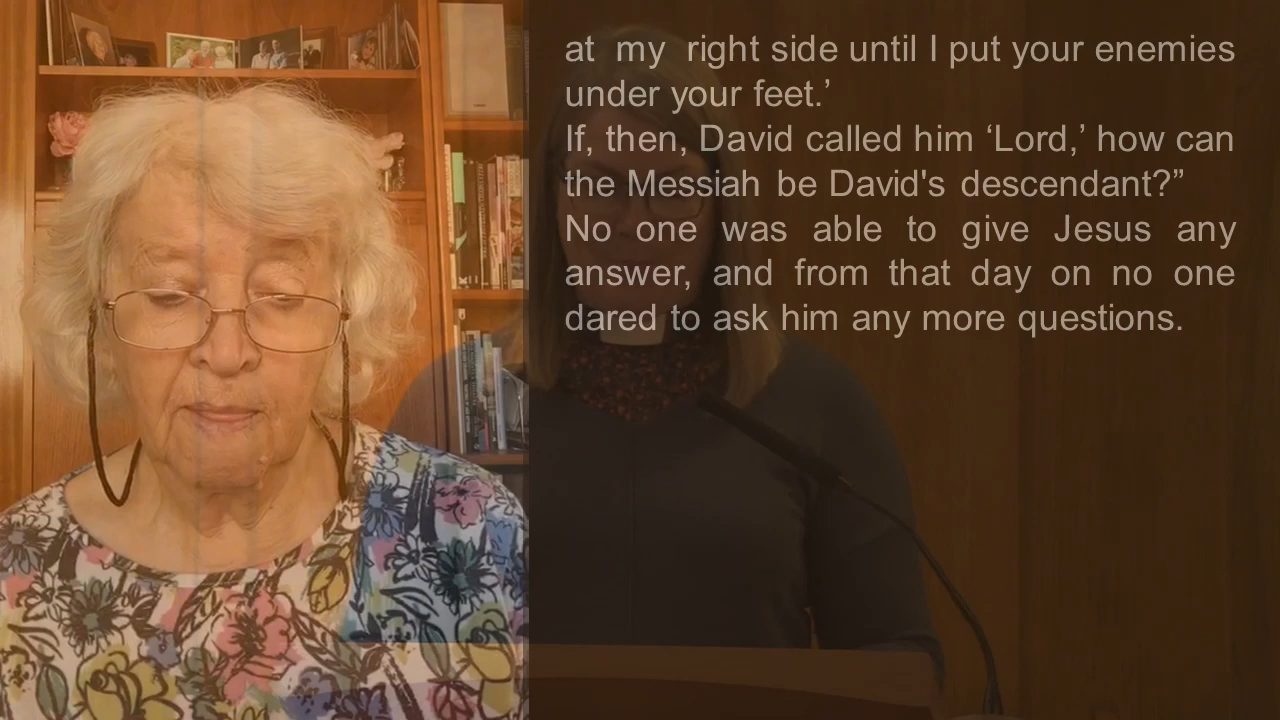 at my right side until I put your enemies
under your feet.’
If, then, David called him ‘Lord,’ how can
the Messiah be David's descendant?”
No one was able to give Jesus any
answer, and from that day on no one
dared to ask him any more questions.